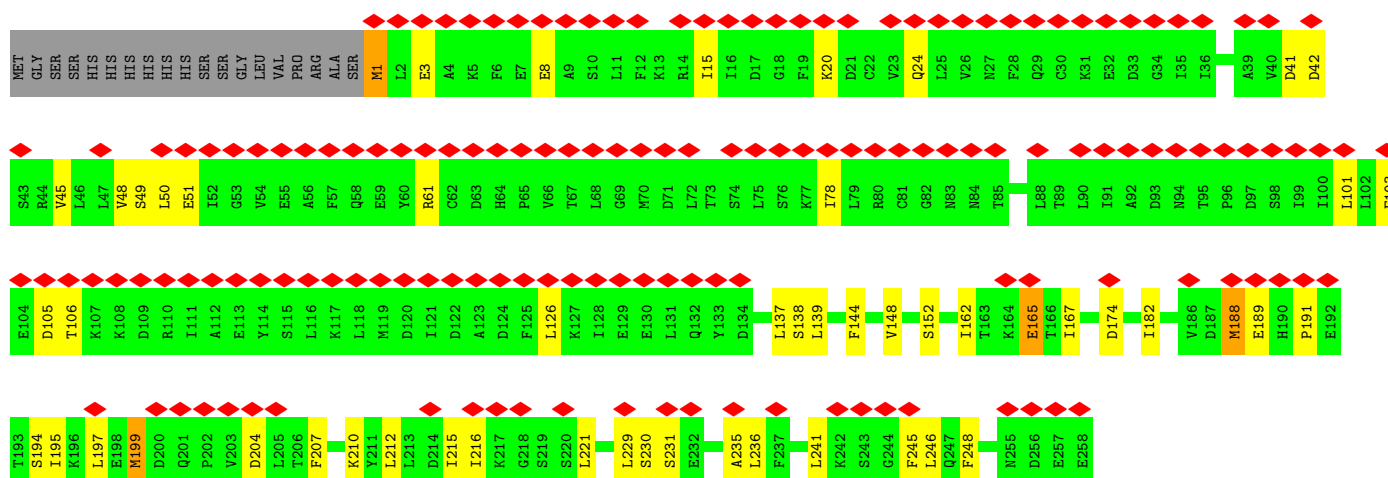 MET GLY SER SER HIS HIS HIS HIS HIS HIS SER SER GLY LEU VAL PRO ARG ALA SER M1 L2 E3 A4 K5 F6 E7 E8 A9 S10 L11 F12 K13 R14 I15 I16 D17 G18 F19 K20 D21 C22 V23 Q24 L25 V26 N27 F28 Q29 C30 K31 E32 D33 G34 I35 I36 A39 V40 D41 D42
S43 R44 V45 L46 L47 V48 S49 L50 E51 I52 G53 V54 E55 A56 F57 Q58 E59 Y60 R61 C62 D63 H64 P65 V66 T67 L68 G69 M70 D71 L72 T73 S74 L75 S76 K77 I78 L79 R80 C81 G82 N83 N84 T85 L88 T89 L90 I91 A92 D93 N94 T95 P96 D97 S98 I99 I100 L101 L102
E104 D105 T106 K107 K108 D109 R110 I111 A112 E113 Y114 S115 L116 K117 L118 M119 D120 I121 D122 A123 D124 F125 L126 K127 I128 E129 E130 L131 Q132 Y133 D134 L137 S138 L139 F144 V148 S152 I162 T163 K164 E165 T166 I167 D174 I182 V186 D187 M188 E189 H190 P191 E192
T193 S194 I195 K196 L197 E198 M199 D200 Q201 P202 V203 D204 L205 T206 F207 K210 Y211 L212 L213 D214 I215 I216 K217 G218 S219 S220 L221 L229 S230 S231 E232 A235 L236 F237 L241 K242 S243 G244 F245 L246 Q247 F248 N255 D256 E257 E258